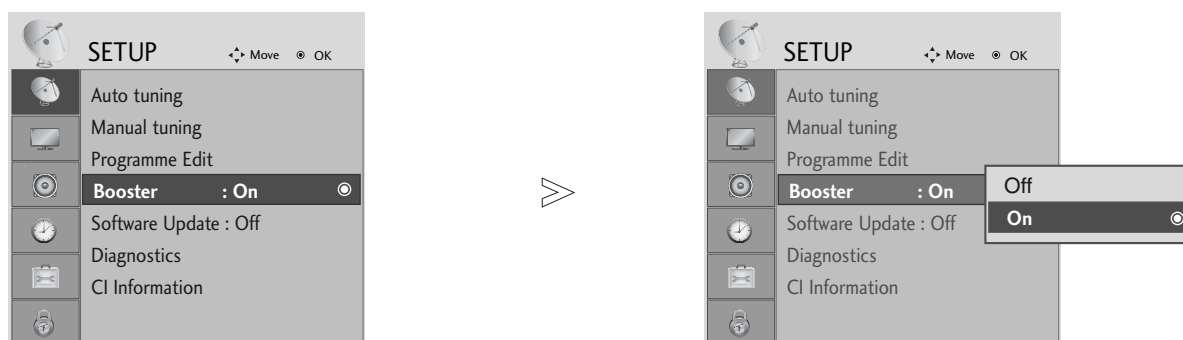 SETUP Move OK
Auto tuning
Manual tuning
Programme Edit
Booster : On
Software Update : Off
Diagnostics
CI Information
SETUP Move OK
Auto tuning
Manual tuning
Programme Edit
Booster : On
Software Update : Off
Diagnostics
CI Information
Off
On